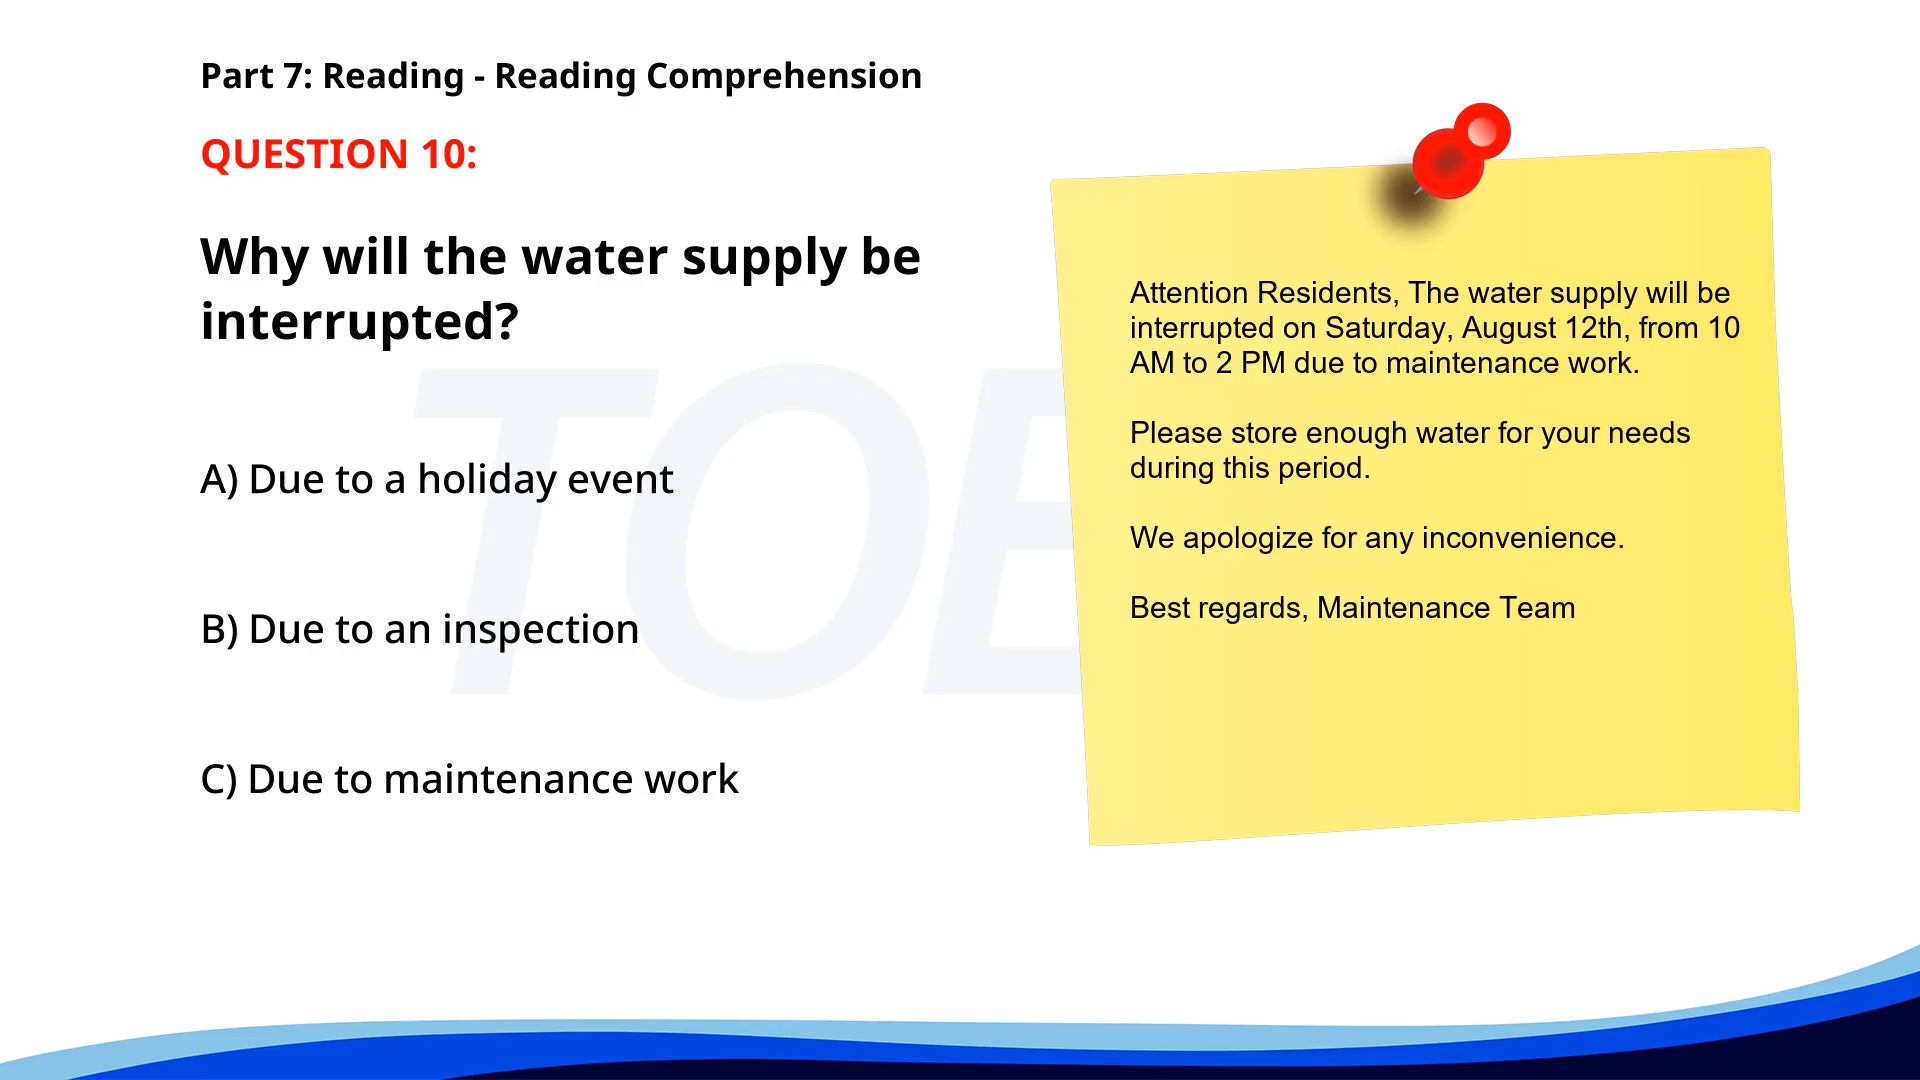 Part 7: Reading - Reading Comprehension
QUESTION 10:
Why will the water supply be
interrupted?
A) Due to a holiday event
B) Due to an inspection
C) Due to maintenance work
Attention Residents, The water supply will be
interrupted on Saturday, August 12th, from 10
AM to 2 PM due to maintenance work.
Please store enough water for your needs
during this period.
We apologize for any inconvenience.
Best regards, Maintenance Team